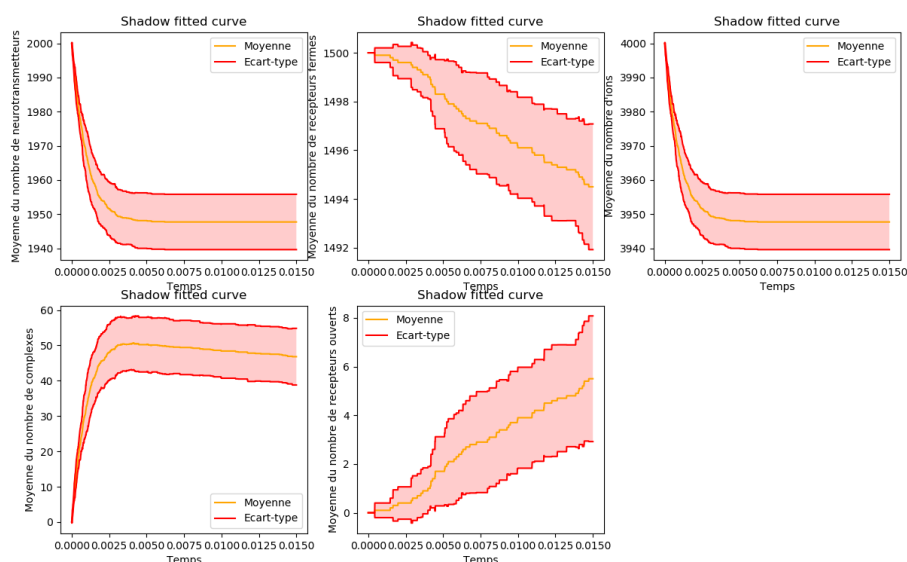 Shadow fitted curve
Moyenne du nombre de neurotransmetteurs
2000
1990
1980
1970
1960
1950
1940
Moyenne
Ecart-type
0.0000 0.0025 0.0050 0.0075 0.0100 0.0125 0.0150
Temps
Shadow fitted curve
Moyenne du nombre de récepteurs fermés
1500
1498
1496
1494
1492
Moyenne
Ecart-type
0.0000 0.0025 0.0050 0.0075 0.0100 0.0125 0.0150
Temps
Shadow fitted curve
Moyenne du nombre d'ions
4000
3990
3980
3970
3960
3950
3940
Moyenne
Ecart-type
0.0000 0.0025 0.0050 0.0075 0.0100 0.0125 0.0150
Temps
Shadow fitted curve
Moyenne du nombre de complexes
60
50
40
30
20
10
0
Moyenne
Ecart-type
0.0000 0.0025 0.0050 0.0075 0.0100 0.0125 0.0150
Temps
Shadow fitted curve
Moyenne du nombre de recepteurs ouverts
8
6
4
2
0
Moyenne
Ecart-type
0.0000 0.0025 0.0050 0.0075 0.0100 0.0125 0.0150
Temps